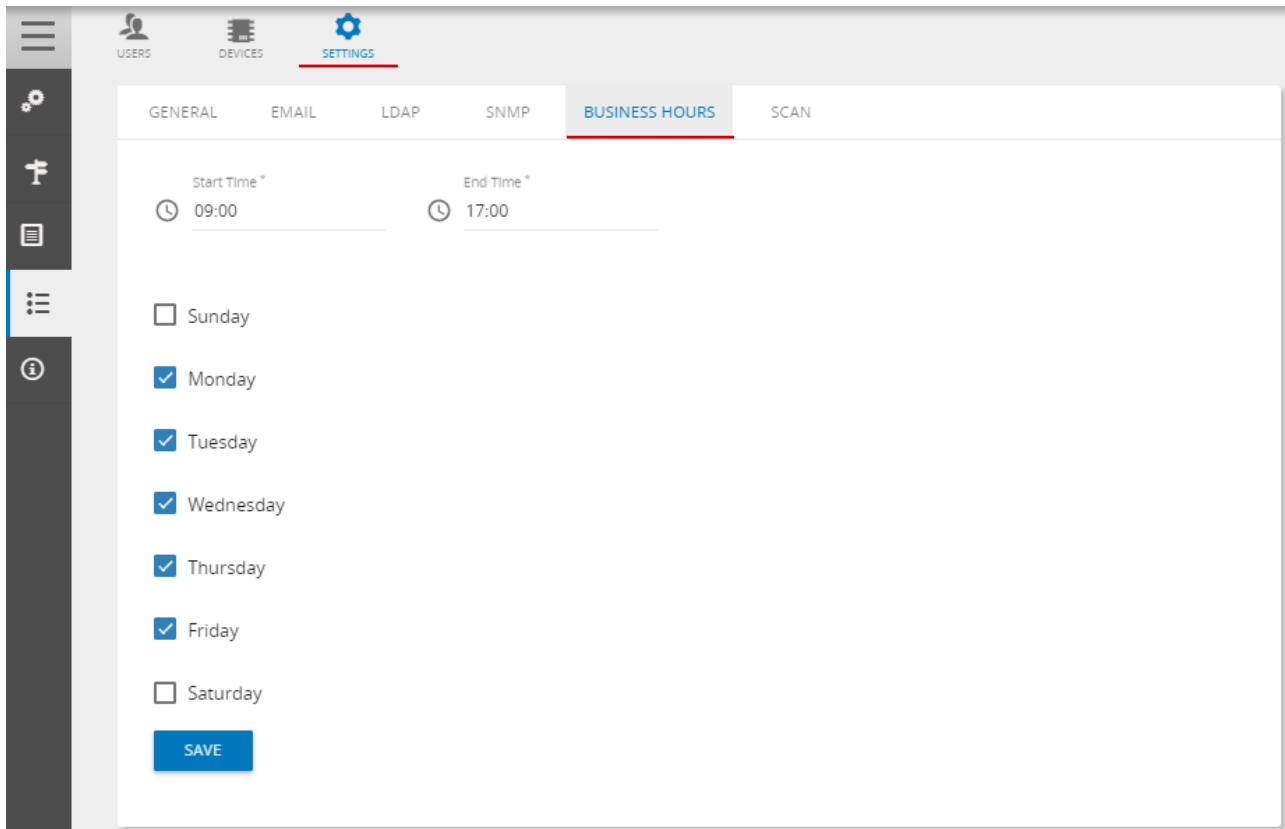 USERS DEVICES SETTINGS
GENERAL EMAIL LDAP SNMP BUSINESS HOURS SCAN
Start Time * End Time *
09:00 17:00
Sunday
Monday
Tuesday
Wednesday
Thursday
Friday
Saturday
SAVE